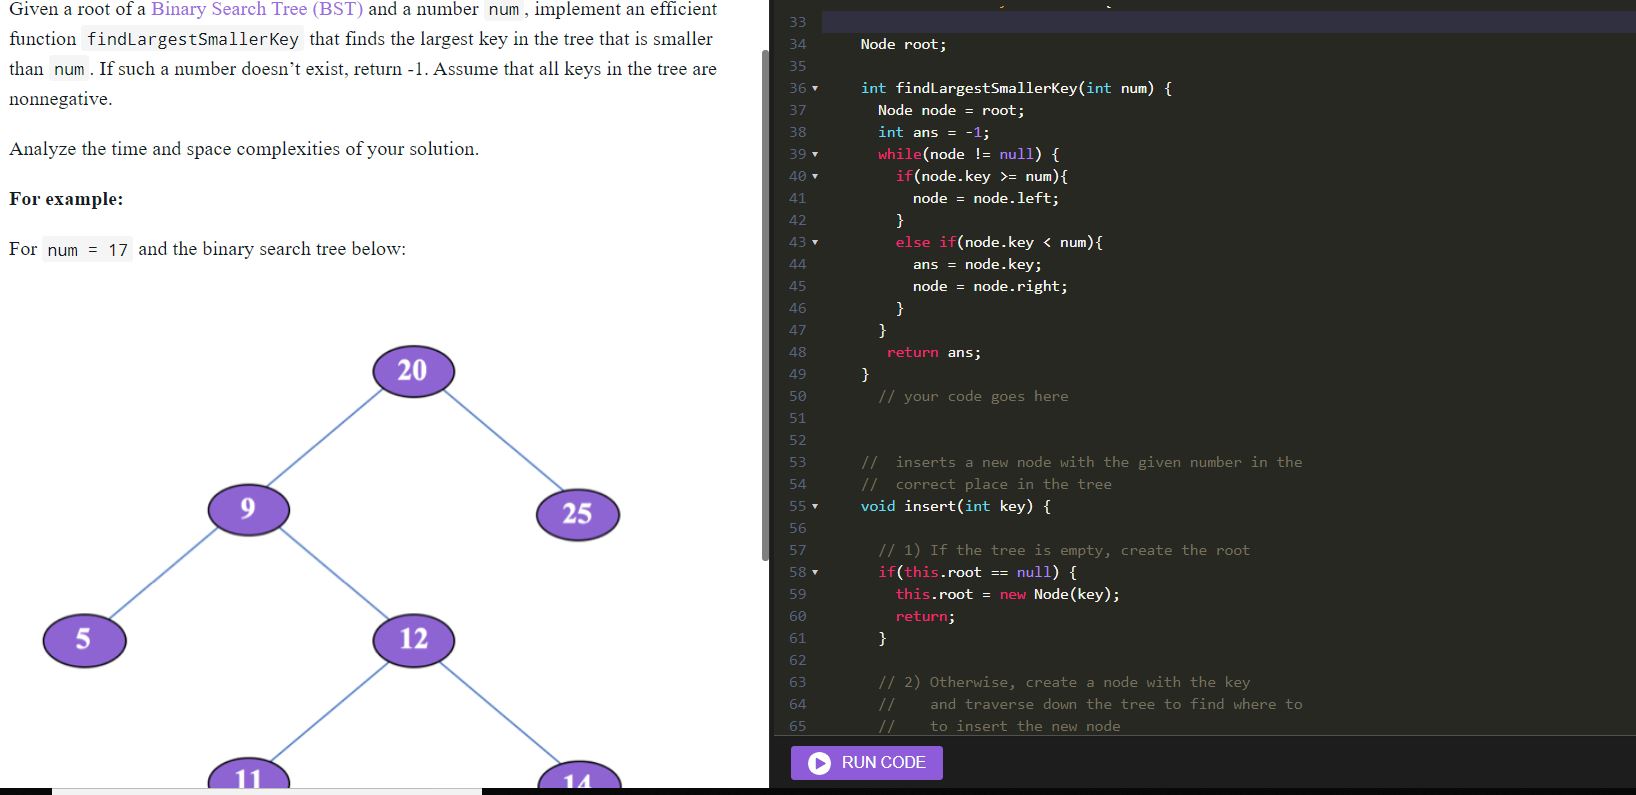 Given a root of a Binary Search Tree (BST) and a number num, implement an efficient
function findLargestSmallerKey that finds the largest key in the tree that is smaller
than num. If such a number doesn’t exist, return -1. Assume that all keys in the tree are
nonnegative.
Analyze the time and space complexities of your solution.
For example:
For num = 17 and the binary search tree below:
20
9
25
5
12
11
14
33
34 Node root;
35
36 int findLargestSmallerKey(int num) {
37 Node node = root;
38 int ans = -1;
39 while(node != null) {
40 if(node.key >= num){
41 node = node.left;
42 }
43 else if(node.key < num){
44 ans = node.key;
45 node = node.right;
46 }
47 }
48 return ans;
49 }
50 // your code goes here
51
52
53 // inserts a new node with the given number in the
54 // correct place in the tree
55 void insert(int key) {
56
57 // 1) If the tree is empty, create the root
58 if(this.root == null) {
59 this.root = new Node(key);
60 return;
61 }
62
63 // 2) Otherwise, create a node with the key
64 // and traverse down the tree to find where to
65 // to insert the new node
RUN CODE